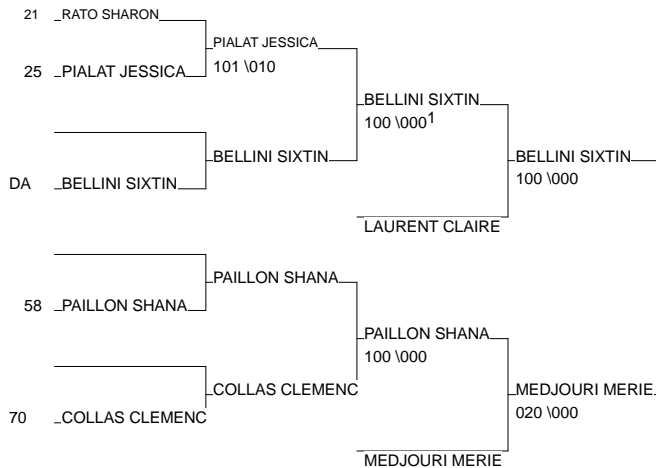 21 RATO SHARON
PIALAT JESSICA
101 \010
25 PIALAT JESSICA
BELLINI SIXTIN
100 \000 1
BELLINI SIXTIN
DA BELLINI SIXTIN
BELLINI SIXTIN
100 \000
LAURENT CLAIRE
PAILLON SHANA
58 PAILLON SHANA
PAILLON SHANA
100 \000
COLLAS CLEMENC
70 COLLAS CLEMENC
MEDJOURI MERIE
020 \000
MEDJOURI MERIE